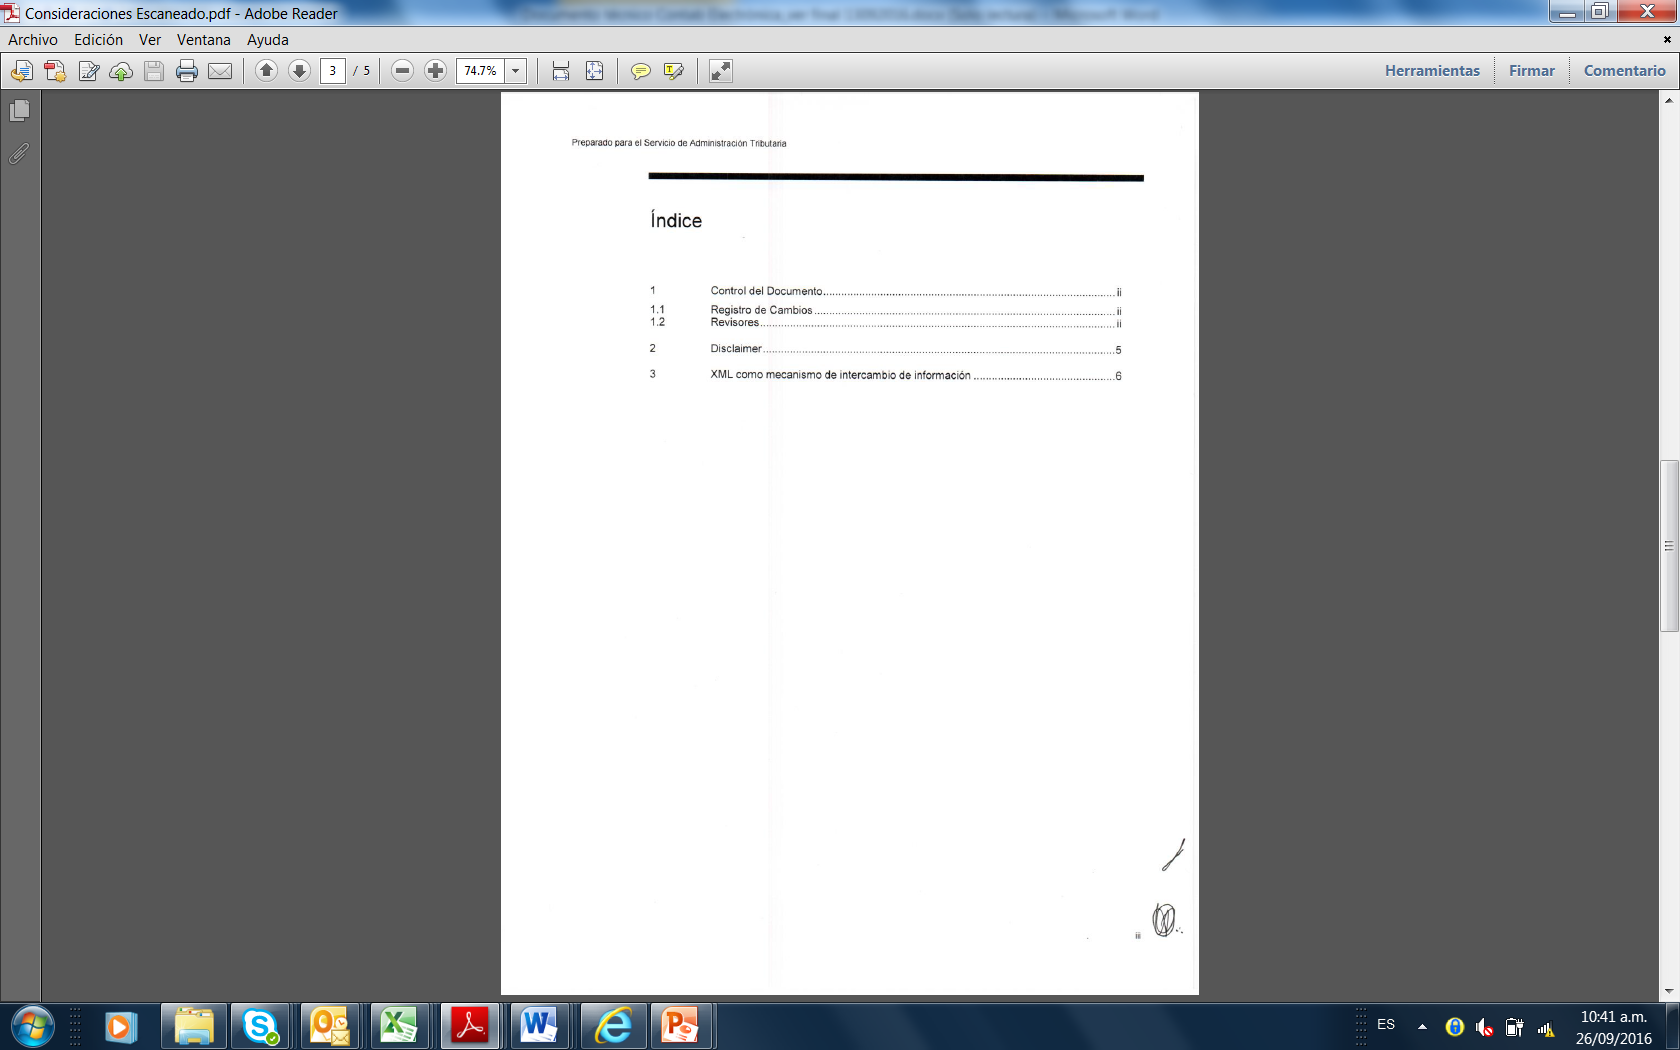 Consideraciones Escaneado.pdf - Adobe Reader
Archivo Edición Ver Ventana Ayuda
3 / 5 74.7% Herramientas Firmar Comentario
Preparado para el Servicio de Administración Tributaria
Índice
1 Control del Documento ii
1.1 Registro de Cambios ii
1.2 Revisores ii
2 Disclaimer 5
3 XML como mecanismo de intercambio de información 6
iii
ES
10:41 a.m.
26/09/2016